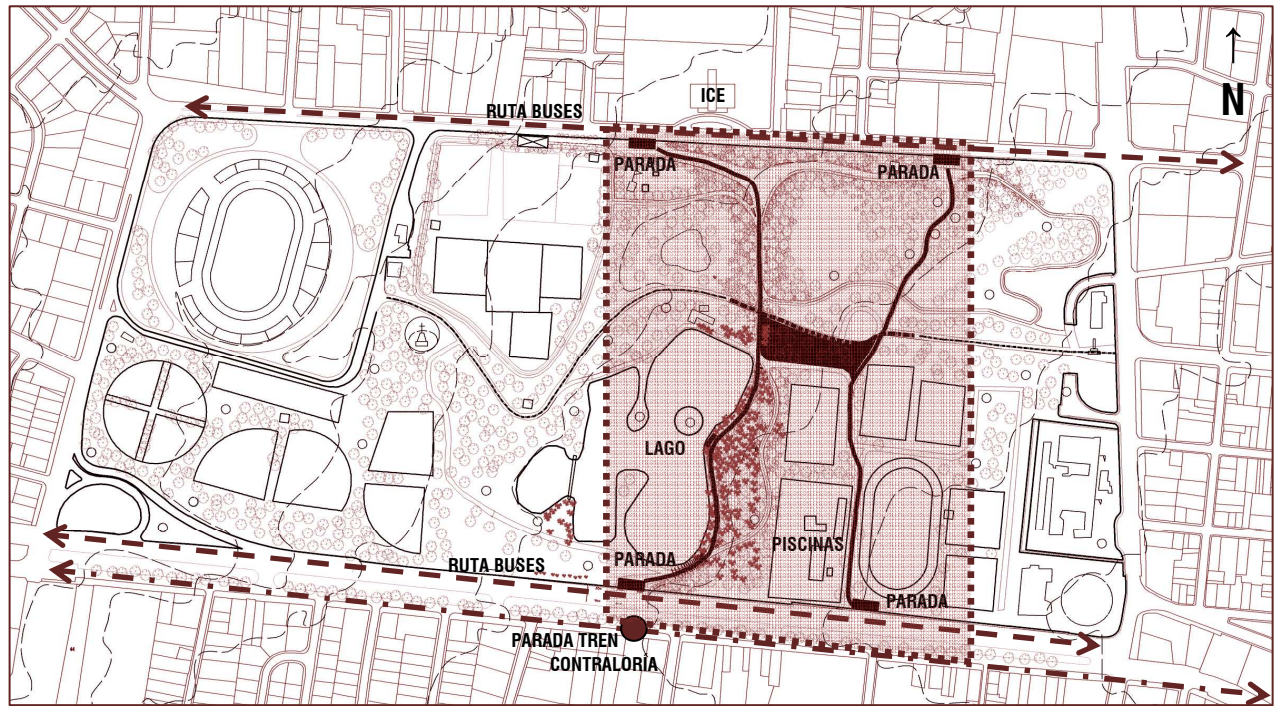 ICE
N
RUTA BUSES
PARADA
PARADA
LAGO
PISCINAS
PARADA
RUTA BUSES
PARADA
PARADA TREN
CONTRALORÍA